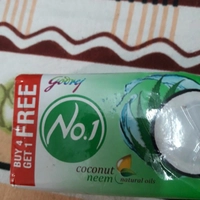 Godrej
BUY 4
GET 1
FREE
No.1
coconut
neem
natural oils